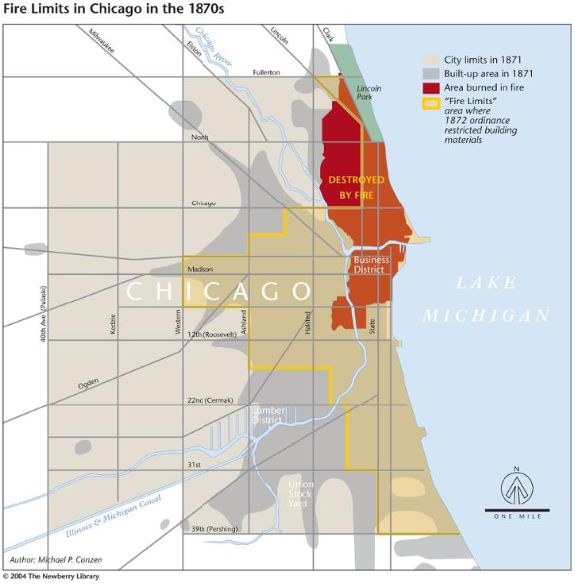 Fire Limits in Chicago in the 1870s
Milwaukee
Elston
Chicago River
Lincoln
Clark
Fullerton
Lincoln
Park
City limits in 1871
Built-up area in 1871
Area burned in fire
"Fire Limits"
area where
1872 ordinance
restricted building
materials
North
DESTROYED
BY FIRE
Chicago
Business
District
Madison
CHICAGO
LAKE
MICHIGAN
40th Ave (Pulaski)
Kedzie
Western
Ashland
Halsted
State
12th (Roosevelt)
Ogden
22nd (Cermak)
Lumber
District
31st
Union
Stock
Yard
Illinois & Michigan Canal
39th (Pershing)
N
ONE MILE
Author: Michael P. Conzen
© 2004 The Newberry Library